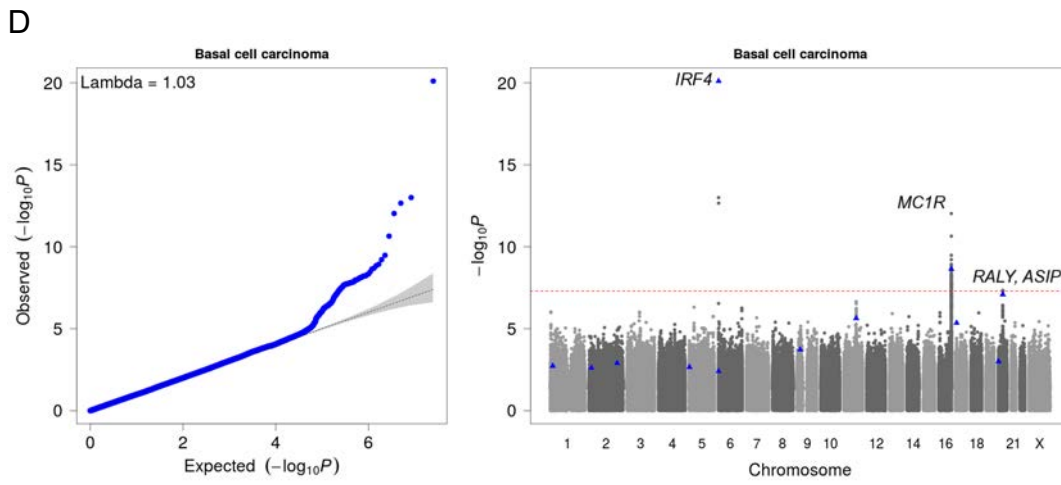 D
Basal cell carcinoma
Lambda = 1.03
Observed (−log10P)
20
15
10
5
0
0 2 4 6
Expected (−log10P)
Basal cell carcinoma
−log10P
20
15
10
5
0
IRF4
MC1R
RALY, ASIP
1 2 3 4 5 6 7 8 9 10 12 14 16 18 21 X
Chromosome